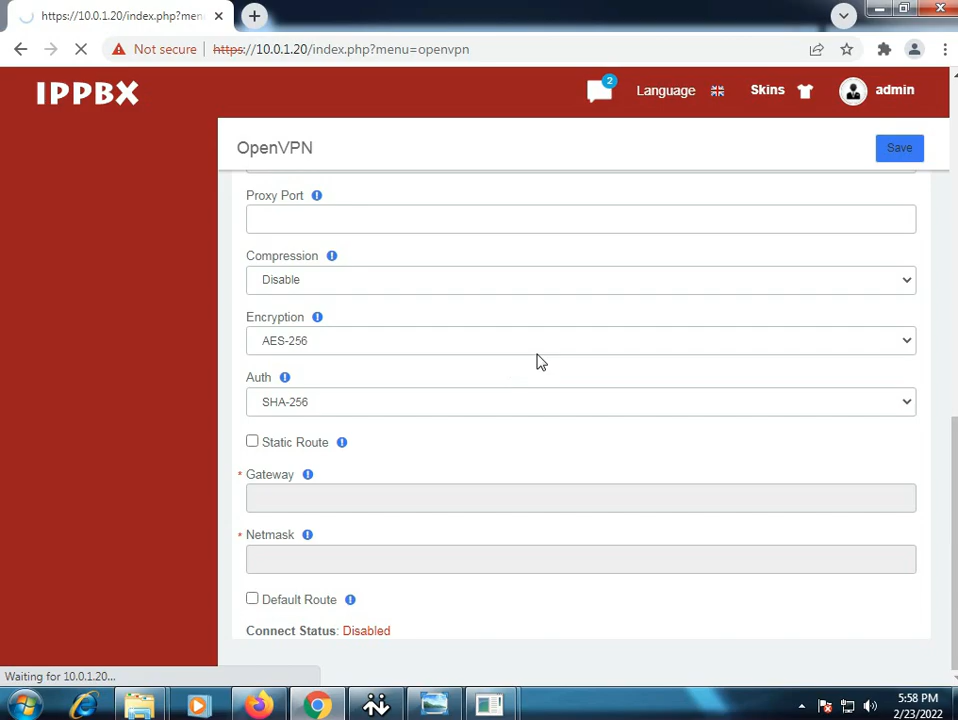 https://10.0.1.20/index.php?men
Not secure
https://10.0.1.20/index.php?menu=openvpn
IPPBX
2
Language
Skins
admin
OpenVPN
Save
Proxy Port
Compression
Disable
Encryption
AES-256
Auth
SHA-256
Static Route
* Gateway
* Netmask
Default Route
Connect Status: Disabled
Waiting for 10.0.1.20...
5:58 PM
2/23/2022